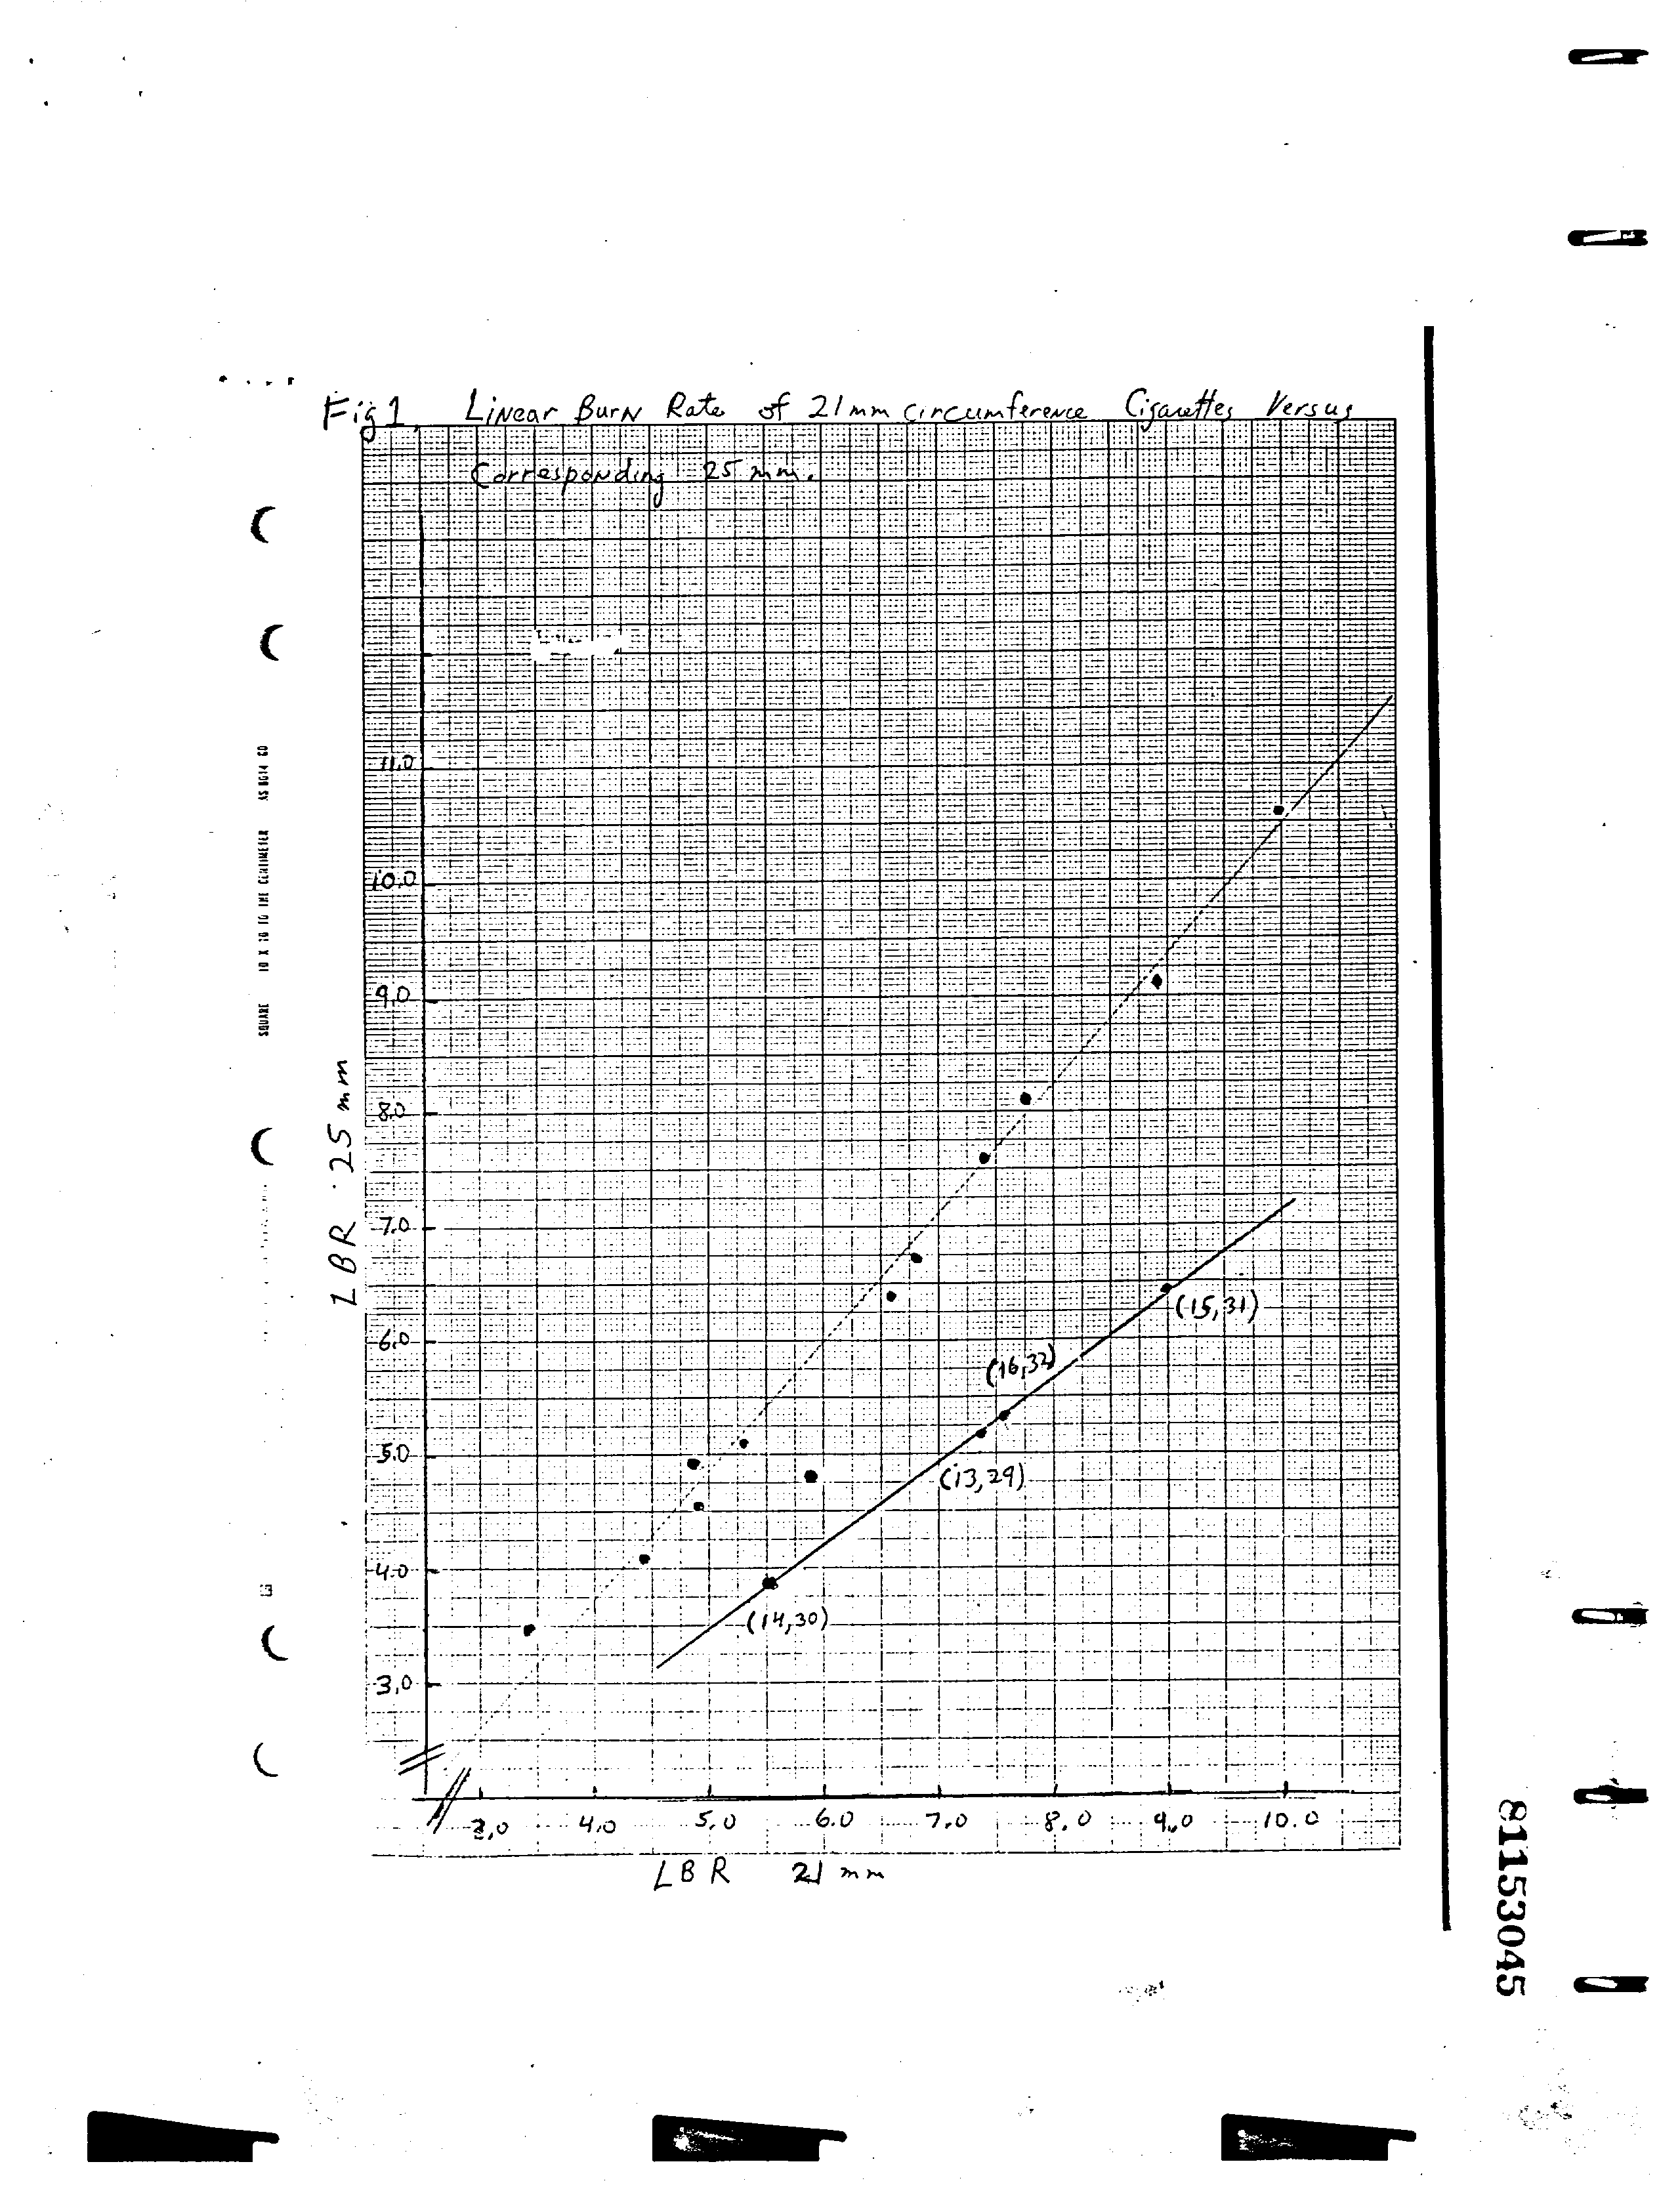 Fig 1. Linear Burn Rate of 21mm circumference Cigarettes Versus
Corresponding 25 mm.
SQUARE 10 X 10 TO THE CENTIMETER
11.0
10.0
9.0
8.0
7.0
6.0
5.0
4.0
3.0
LBR 25 mm
(15,31)
(16,32)
(13,29)
(14,30)
3.0 4.0 5.0 6.0 7.0 8.0 9.0 10.0
LBR 21 mm
81153045